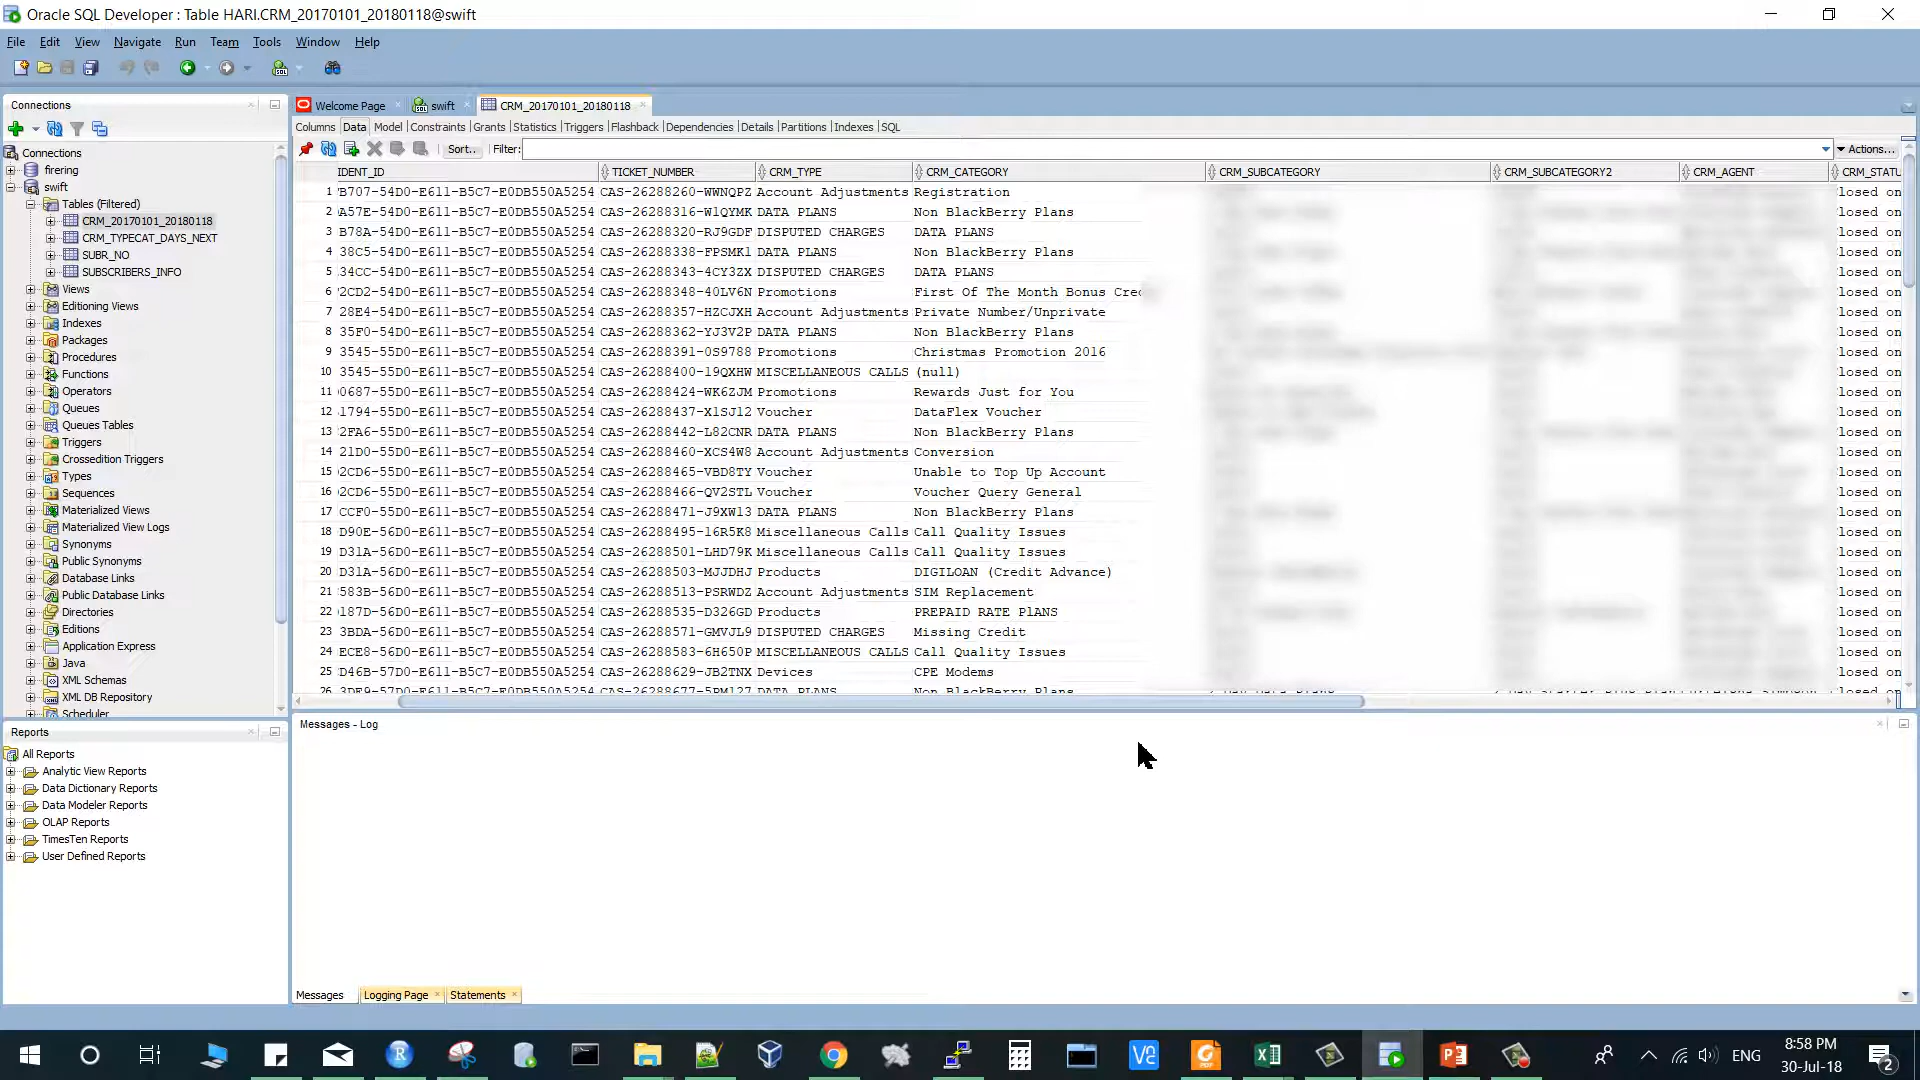 Oracle SQL Developer : Table HARI.CRM_20170101_20180118@swift
File Edit View Navigate Run Team Tools Window Help
Connections
Connections
firering
swift
Tables (Filtered)
CRM_20170101_20180118
CRM_TYPECAT_DAYS_NEXT
SUBR_NO
SUBSCRIBERS_INFO
Views
Editioning Views
Indexes
Packages
Procedures
Functions
Operators
Queues
Queues Tables
Triggers
Crossedition Triggers
Types
Sequences
Materialized Views
Materialized View Logs
Synonyms
Public Synonyms
Database Links
Public Database Links
Directories
Editions
Application Express
Java
XML Schemas
XML DB Repository
Scheduler
Reports
All Reports
Analytic View Reports
Data Dictionary Reports
Data Modeler Reports
OLAP Reports
TimesTen Reports
User Defined Reports
Welcome Page swift CRM_20170101_20180118
Columns Data Model Constraints Grants Statistics Triggers Flashback Dependencies Details Partitions Indexes SQL
Sort.. Filter: Actions...
IDENT_ID TICKET_NUMBER CRM_TYPE CRM_CATEGORY CRM_SUBCATEGORY CRM_SUBCATEGORY2 CRM_AGENT CRM_STATU
1 B707-54D0-E611-B5C7-E0DB550A5254 CAS-26288260-WWNQPZ Account Adjustments Registration losed on
2 A57E-54D0-E611-B5C7-E0DB550A5254 CAS-26288316-W1QYMK DATA PLANS Non BlackBerry Plans losed on
3 B78A-54D0-E611-B5C7-E0DB550A5254 CAS-26288320-RJ9GDF DISPUTED CHARGES DATA PLANS losed on
4 38C5-54D0-E611-B5C7-E0DB550A5254 CAS-26288338-FPSMK1 DATA PLANS Non BlackBerry Plans losed on
5 34CC-54D0-E611-B5C7-E0DB550A5254 CAS-26288343-4CY3ZX DISPUTED CHARGES DATA PLANS losed on
6 2CD2-54D0-E611-B5C7-E0DB550A5254 CAS-26288348-40LV6N Promotions First Of The Month Bonus Cre losed on
7 28E4-54D0-E611-B5C7-E0DB550A5254 CAS-26288357-HZCJXH Account Adjustments Private Number/Unprivate losed on
8 35F0-54D0-E611-B5C7-E0DB550A5254 CAS-26288362-YJ3V2P DATA PLANS Non BlackBerry Plans losed on
9 3545-55D0-E611-B5C7-E0DB550A5254 CAS-26288391-0S9788 Promotions Christmas Promotion 2016 losed on
10 3545-55D0-E611-B5C7-E0DB550A5254 CAS-26288400-19QXHW MISCELLANEOUS CALLS (null) losed on
11 0687-55D0-E611-B5C7-E0DB550A5254 CAS-26288424-WK6ZJM Promotions Rewards Just for You losed on
12 1794-55D0-E611-B5C7-E0DB550A5254 CAS-26288437-X1SJ12 Voucher DataFlex Voucher losed on
13 2FA6-55D0-E611-B5C7-E0DB550A5254 CAS-26288442-L82CNR DATA PLANS Non BlackBerry Plans losed on
14 21D0-55D0-E611-B5C7-E0DB550A5254 CAS-26288460-XCS4W8 Account Adjustments Conversion losed on
15 2CD6-55D0-E611-B5C7-E0DB550A5254 CAS-26288465-VBD8TY Voucher Unable to Top Up Account losed on
16 2CD6-55D0-E611-B5C7-E0DB550A5254 CAS-26288466-QV2STL Voucher Voucher Query General losed on
17 CCF0-55D0-E611-B5C7-E0DB550A5254 CAS-26288471-J9XW13 DATA PLANS Non BlackBerry Plans losed on
18 D90E-56D0-E611-B5C7-E0DB550A5254 CAS-26288495-16R5K8 Miscellaneous Calls Call Quality Issues losed on
19 D31A-56D0-E611-B5C7-E0DB550A5254 CAS-26288501-LHD79K Miscellaneous Calls Call Quality Issues losed on
20 D31A-56D0-E611-B5C7-E0DB550A5254 CAS-26288503-MJJDHJ Products DIGILOAN (Credit Advance) losed on
21 583B-56D0-E611-B5C7-E0DB550A5254 CAS-26288513-PSRWDZ Account Adjustments SIM Replacement losed on
22 187D-56D0-E611-B5C7-E0DB550A5254 CAS-26288535-D326GD Products PREPAID RATE PlANS losed on
23 3BDA-56D0-E611-B5C7-E0DB550A5254 CAS-26288571-GMVJL9 DISPUTED CHARGES Missing Credit losed on
24 ECE8-56D0-E611-B5C7-E0DB550A5254 CAS-26288583-6H650P MISCELLANEOUS CALLS Call Quality Issues losed on
25 D46B-57D0-E611-B5C7-E0DB550A5254 CAS-26288629-JB2TNX Devices CPE Modems losed on
26 3DE9-57D0-E611-B5C7-E0DB550A5254 CAS-26288677-5PM127 DATA PLANS Non BlackBerry Plans losed on
Messages - Log
Messages Logging Page Statements
ENG
8:58 PM
30-Jul-18
2